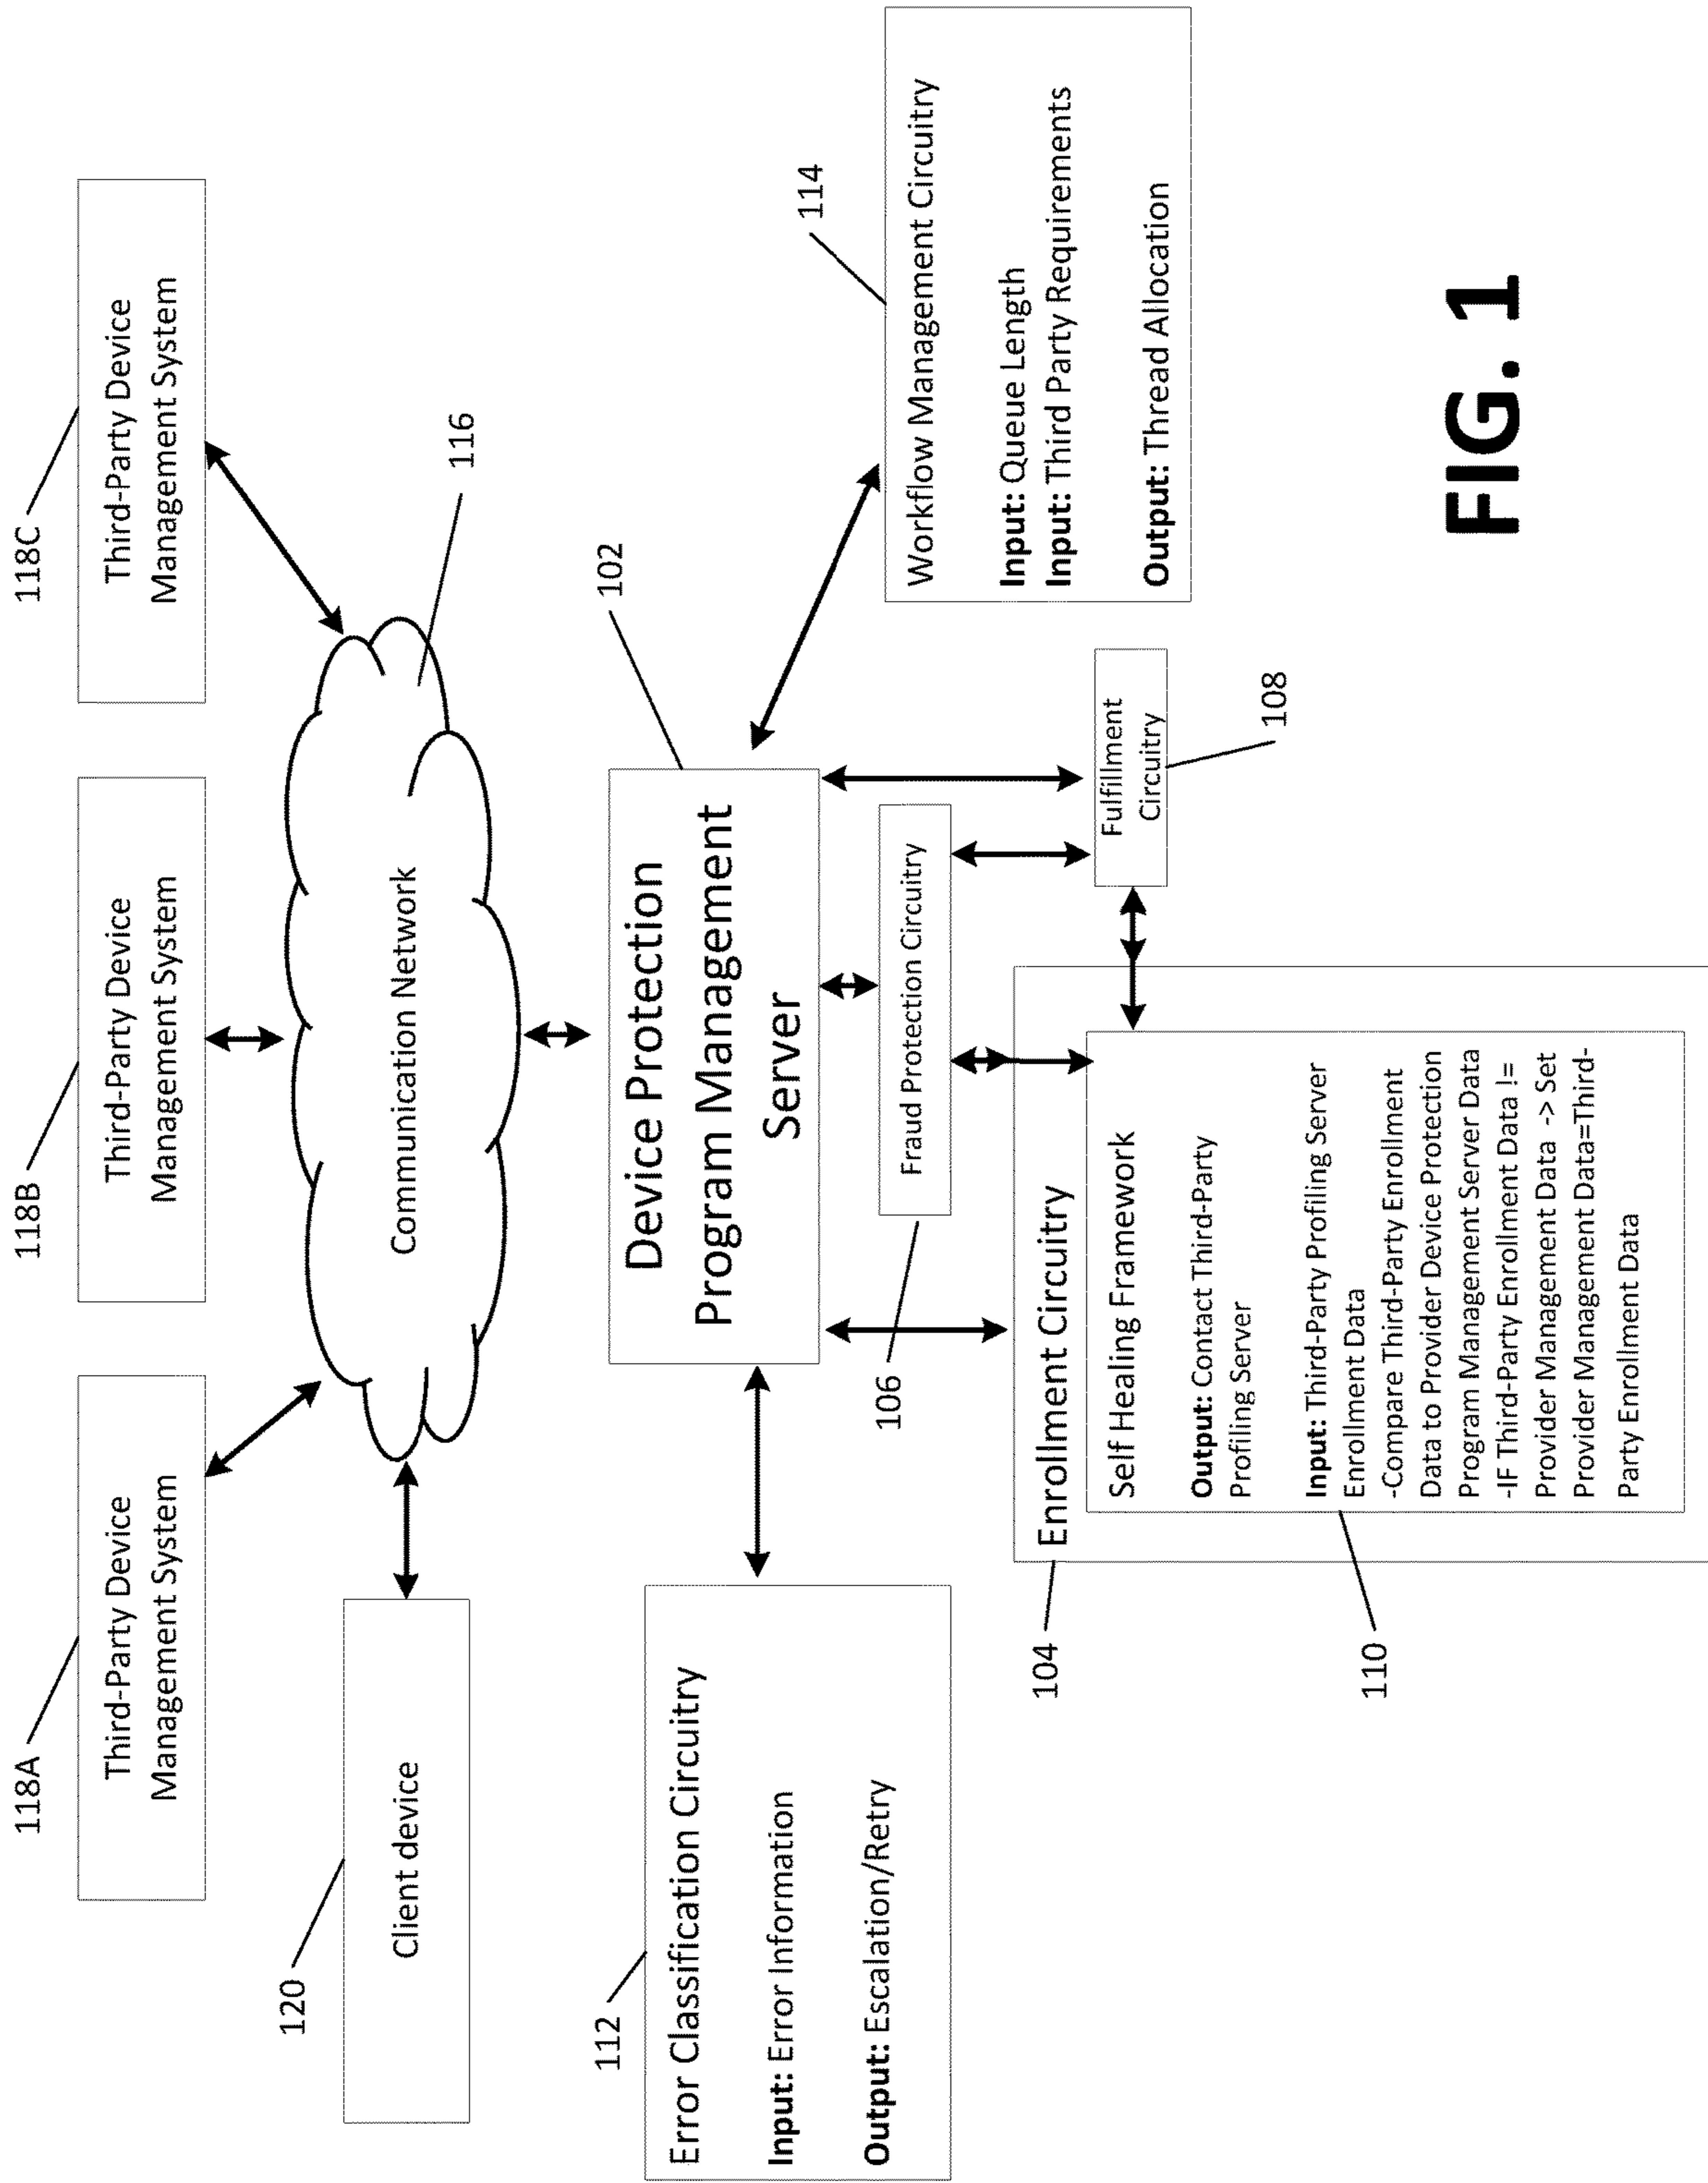 118A
Third-Party Device
Management System
118B
Third-Party Device
Management System
118C
Third-Party Device
Management System
120
Client device
Communication Network
116
112
Error Classification Circuitry
Input: Error Information
Output: Escalation/Retry
102
Device Protection
Program Management
Server
114
Workflow Management Circuitry
Input: Queue Length
Input: Third Party Requirements
Output: Thread Allocation
106
Fraud Protection Circuitry
Fulfillment
Circuitry
108
104
Enrollment Circuitry
110
Self Healing Framework
Output: Contact Third-Party
Profiling Server
Input: Third-Party Profiling Server
Enrollment Data
-Compare Third-Party Enrollment
Data to Provider Device Protection
Program Management Server Data
-IF Third-Party Enrollment Data !=
Provider Management Data -> Set
Provider Management Data=Third-
Party Enrollment Data
FIG. 1